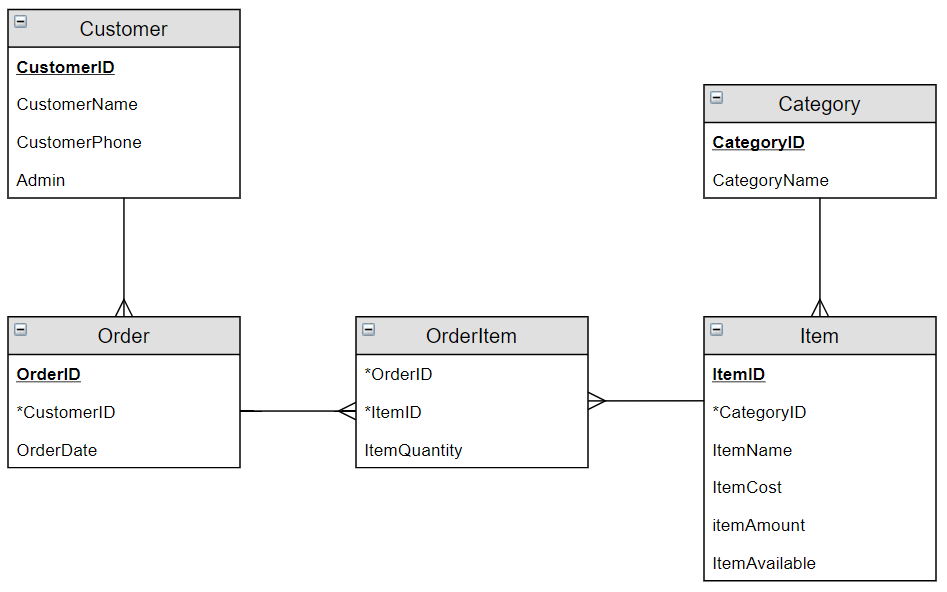 Customer
CustomerID
CustomerName
CustomerPhone
Admin
Category
CategoryID
CategoryName
Order
OrderID
*CustomerID
OrderDate
OrderItem
*OrderID
*ItemID
ItemQuantity
Item
ItemID
*CategoryID
ItemName
ItemCost
itemAmount
ItemAvailable